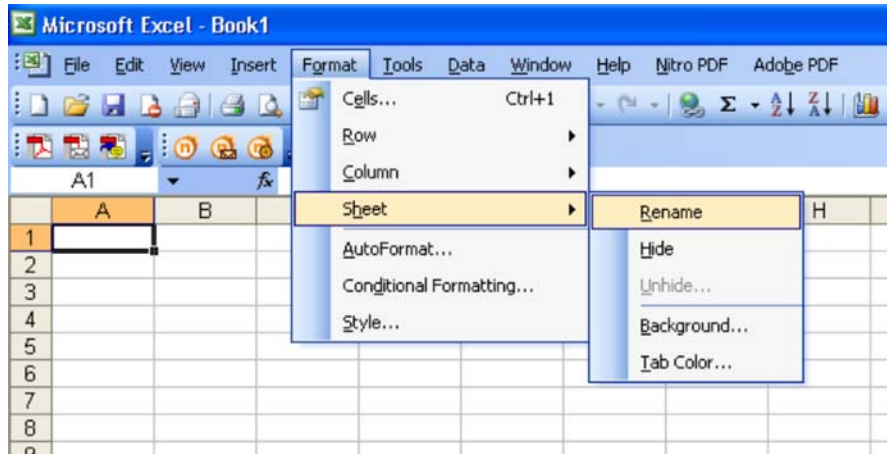 Microsoft Excel - Book1
File Edit View Insert Format Tools Data Window Help Nitro PDF Adobe PDF
Cells... Ctrl+1
Row
Column
A1 fx
Sheet
Rename
A B H
AutoFormat...
Hide
Conditional Formatting...
Unhide...
Style...
Background...
Tab Color...
1
2
3
4
5
6
7
8